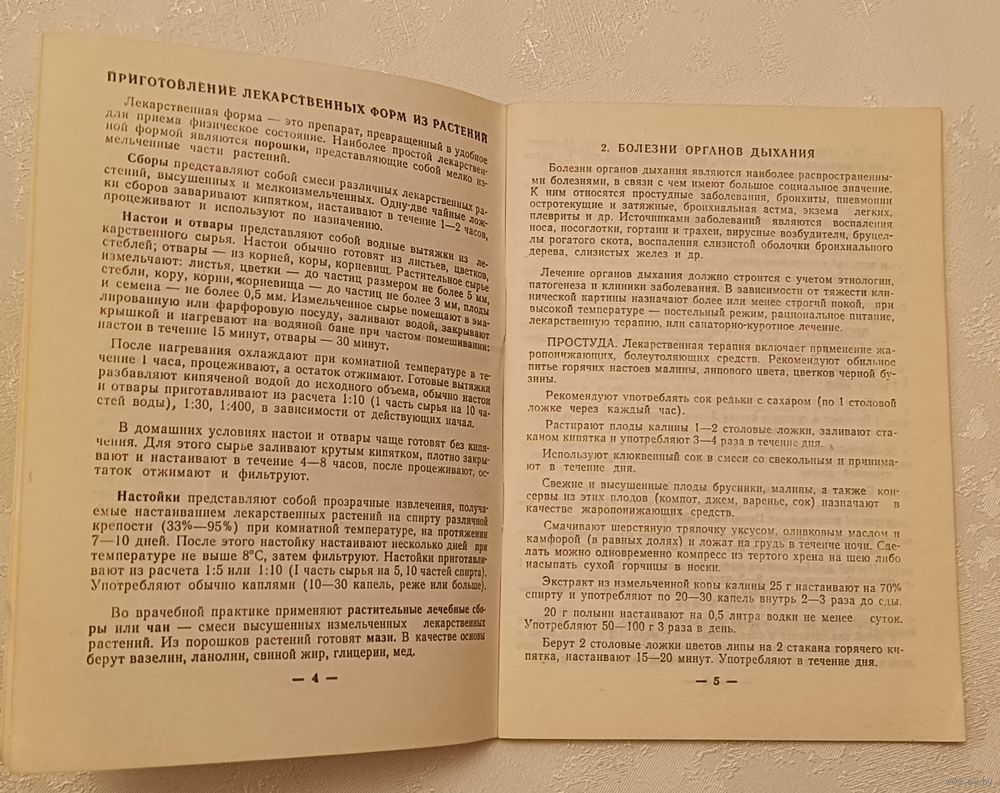 ПРИГОТОВЛЕНИЕ ЛЕКАРСТВЕННЫХ ФОРМ ИЗ РАСТЕНИЙ
Лекарственная форма — это препарат, превращенный в удобное
для приема физическое состояние. Наиболее простой лекарствен-
ной формой являются порошки, представляющие собой мелко из-
мельченные части растений.
Сборы представляют собой смеси различных лекарственных ра-
стений, высушенных и мелкоизмельченных. Одну-две чайные лож-
ки сборов заваривают кипятком, настаивают в течение 1—2 часов,
процеживают и используют по назначению.
Настои и отвары представляют собой водные вытяжки из ле-
карственного сырья. Настои обычно готовят из листьев, цветков,
стеблей; отвары — из корней, коры, корневищ. Растительное сырье
измельчают: листья, цветки — до частиц размером не более 5 мм,
стебли, кору, корни, корневища — до частиц не более 3 мм, плоды
и семена — не более 0,5 мм. Измельченное сырье помещают в эма-
лированную или фарфоровую посуду, заливают водой, закрывают
крышкой и нагревают на водяной бане при частом помешивании:
настои в течение 15 минут, отвары — 30 минут.
После нагревания охлаждают при комнатной температуре в те-
чение 1 часа, процеживают, а остаток отжимают. Готовые вытяжки
разбавляют кипяченой водой до исходного объема, обычно настои
и отвары приготавливают из расчета 1:10 (1 часть сырья на 10 ча-
стей воды), 1:30, 1:400, в зависимости от действующих начал.
В домашних условиях настои и отвары чаще готовят без кипя-
чения. Для этого сырье заливают крутым кипятком, плотно закры-
вают и настаивают в течение 4—8 часов, после процеживают, ос-
таток отжимают и фильтруют.
Настойки представляют собой прозрачные извлечения, получа-
емые настаиванием лекарственных растений на спирту различной
крепости (33%—95%) при комнатной температуре, на протяжении
7—10 дней. После этого настойку настаивают несколько дней при
температуре не выше 8°С, затем фильтруют. Настойки приготавли-
вают из расчета 1:5 или 1:10 (1 часть сырья на 5, 10 частей спирта).
Употребляют обычно каплями (10—30 капель, реже или больше).
Во врачебной практике применяют растительные лечебные сбо-
ры или чаи — смеси высушенных измельченных лекарственных
растений. Из порошков растений готовят мази. В качестве основы
берут вазелин, ланолин, свиной жир, глицерин, мед.
— 4 —
2. БОЛЕЗНИ ОРГАНОВ ДЫХАНИЯ
Болезни органов дыхания являются наиболее распространенны-
ми болезнями, в связи с чем имеют большое социальное значение.
К ним относятся простудные заболевания, бронхиты, пневмонии
остротекущие и затяжные, бронхиальная астма, экзема легких,
плевриты и др. Источниками заболеваний являются воспаления
носа, носоглотки, гортани и трахеи, вирусные возбудители, бруцел-
лы рогатого скота, воспаления слизистой оболочки бронхиального
дерева, слизистых желез и др.
Лечение органов дыхания должно строится с учетом этиологии,
патогенеза и клиники заболевания. В зависимости от тяжести кли-
нической картины назначают более или менее строгий покой, при
высокой температуре — постельный режим, рациональное питание,
лекарственную терапию, или санаторно-куротное лечение.
ПРОСТУДА. Лекарственная терапия включает применение жа-
ропонижающих, болеутоляющих средств. Рекомендуют обильное
питье горячих настоев малины, липового цвета, цветков черной бу-
зины.
Рекомендуют употреблять сок редьки с сахаром (по 1 столовой
ложке через каждый час).
Растирают плоды калины 1—2 столовые ложки, заливают ста-
каном кипятка и употребляют 3—4 раза в течение дня.
Используют клюквенный сок в смеси со свекольным и принима-
ют в течение дня.
Свежие и высушенные плоды брусники, малины, а также кон-
сервы из этих плодов (компот, джем, варенье, сок) назначают в
качестве жаропонижающих средств.
Смачивают шерстяную тряпочку уксусом, оливковым маслом и
камфорой (в равных долях) и ложат на грудь в течение ночи. Сде-
лать можно одновременно компресс из тертого хрена на шею либо
насыпать сухой горчицы в носки.
Экстракт из измельченной коры калины 25 г настаивают на 70%
спирту и употребляют по 20—30 капель внутрь 2—3 раза до еды.
20 г полыни настаивают на 0,5 литра водки не менее суток.
Употребляют 50—100 г 3 раза в день.
Берут 2 столовые ложки цветов липы на 2 стакана горячего ки-
пятка, настаивают 15—20 минут. Употребляют в течение дня.
— 5 —